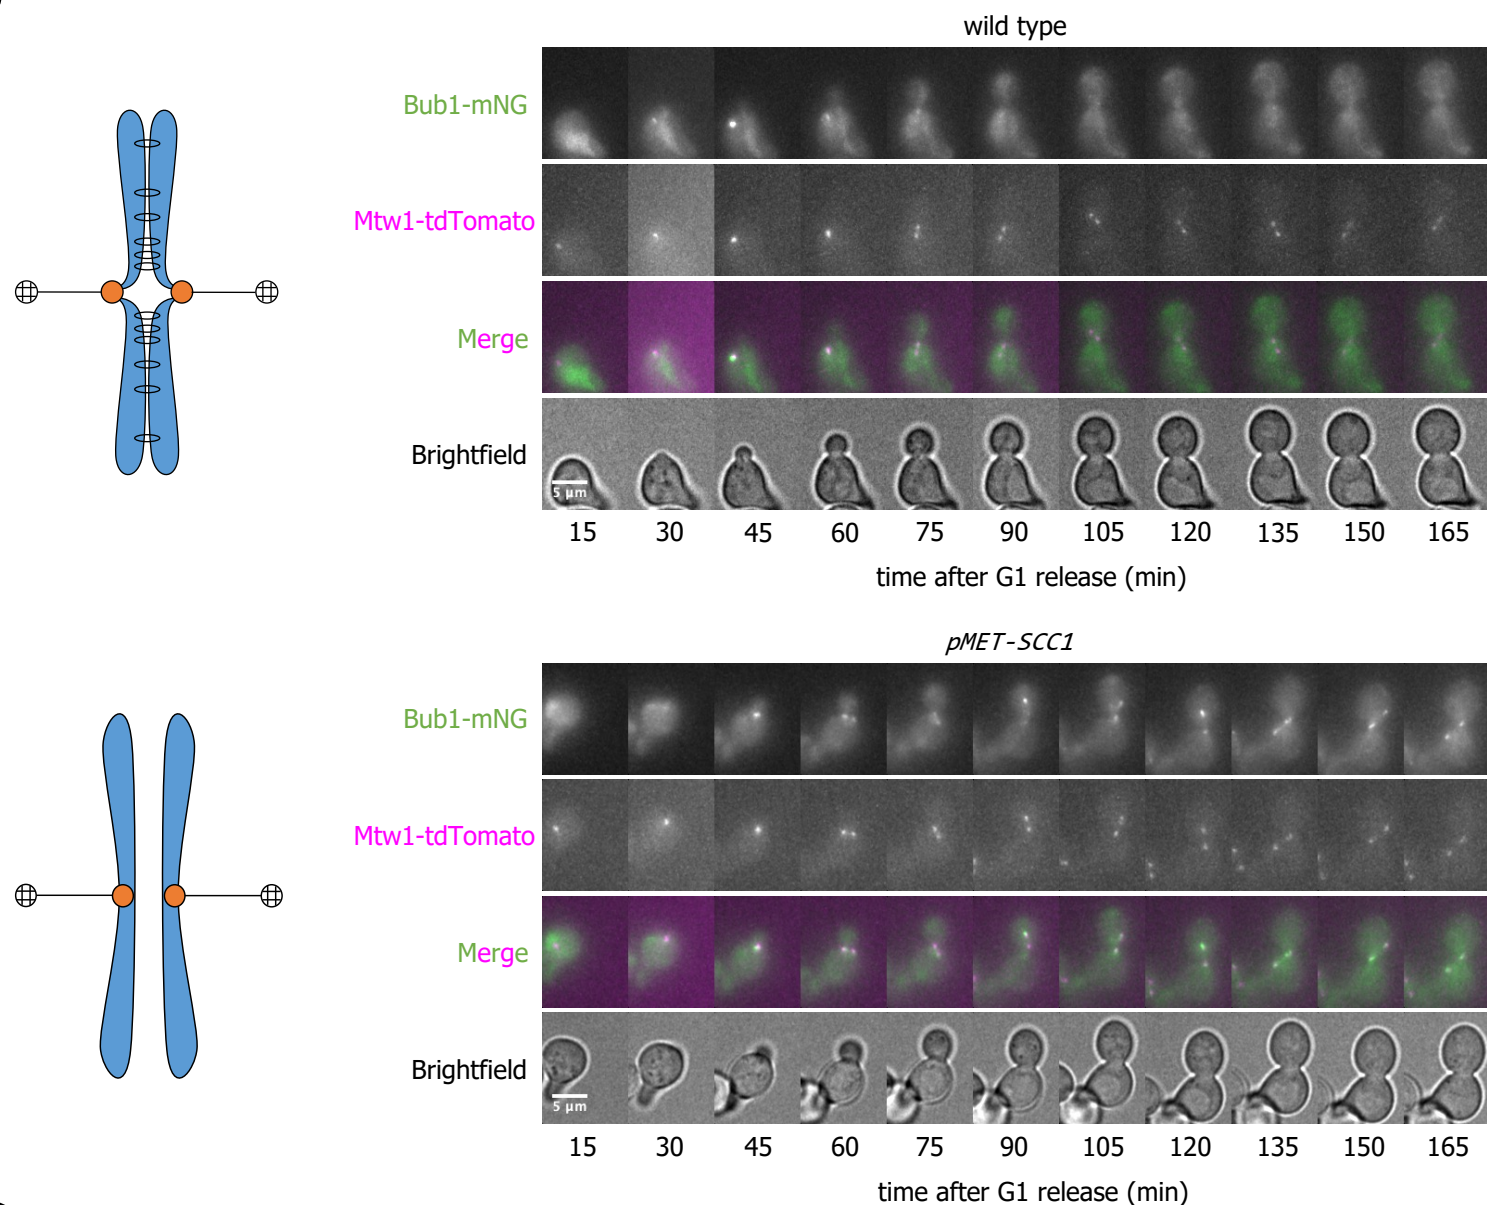 wild type
Bub1-mNG
Mtw1-tdTomato
Merge
Brightfield
5 µm
15 30 45 60 75 90 105 120 135 150 165
time after G1 release (min)
pMET-SCC1
Bub1-mNG
Mtw1-tdTomato
Merge
Brightfield
5 µm
15 30 45 60 75 90 105 120 135 150 165
time after G1 release (min)